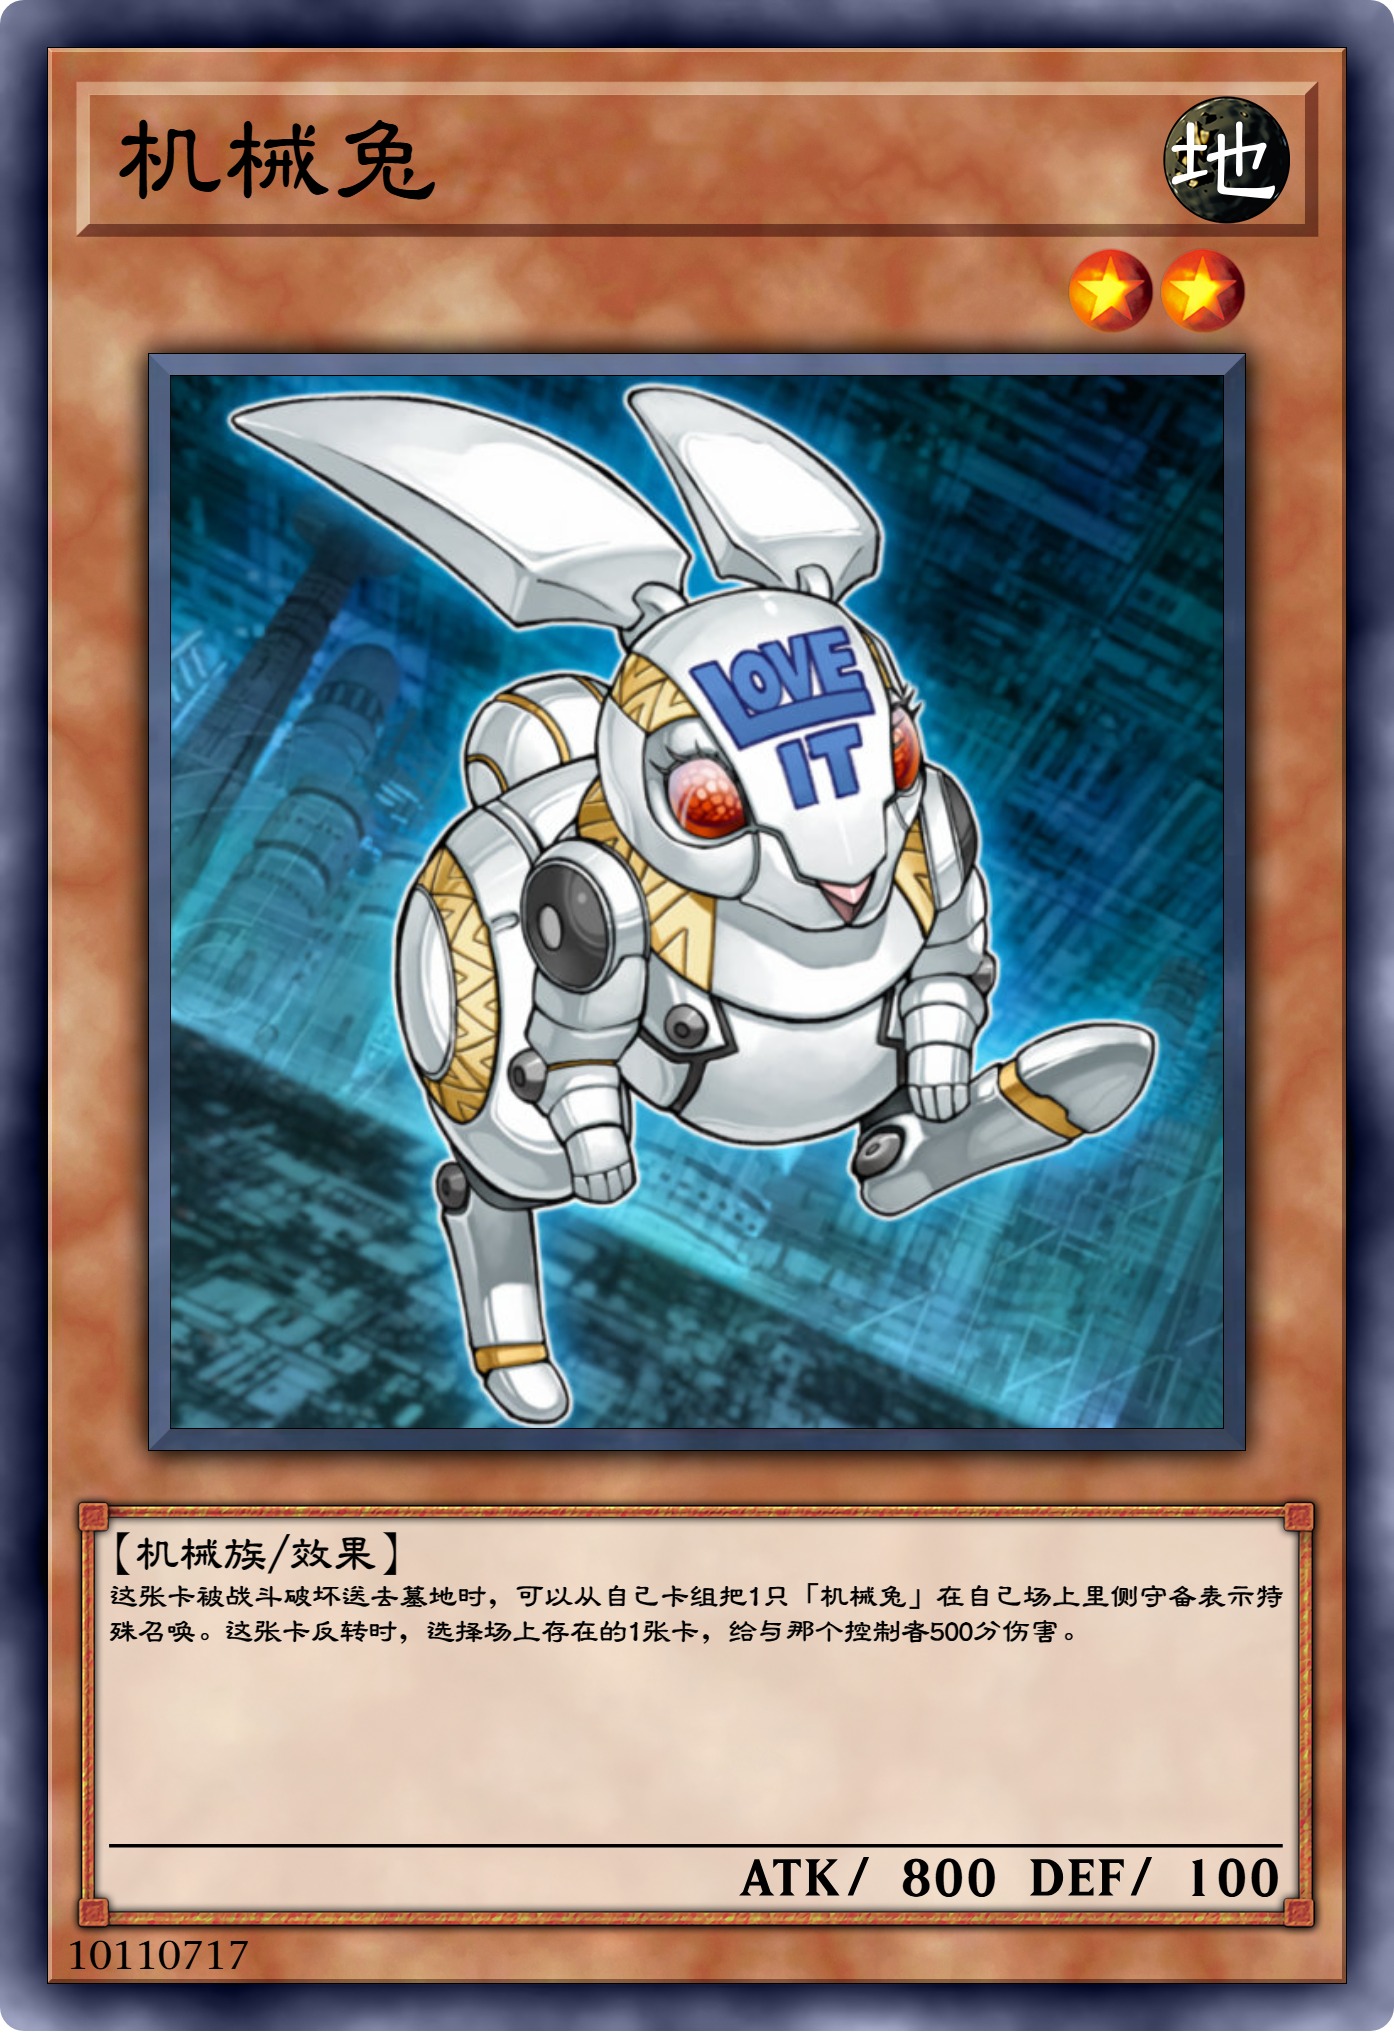 机械兔
地
LOVE
IT
【机械族/效果】
这张卡被战斗破坏送去墓地时，可以从自己卡组把1只「机械兔」在自己场上里侧守备表示特
殊召唤。这张卡反转时，选择场上存在的1张卡，给与那个控制者500分伤害。
ATK/ 800 DEF/ 100
10110717